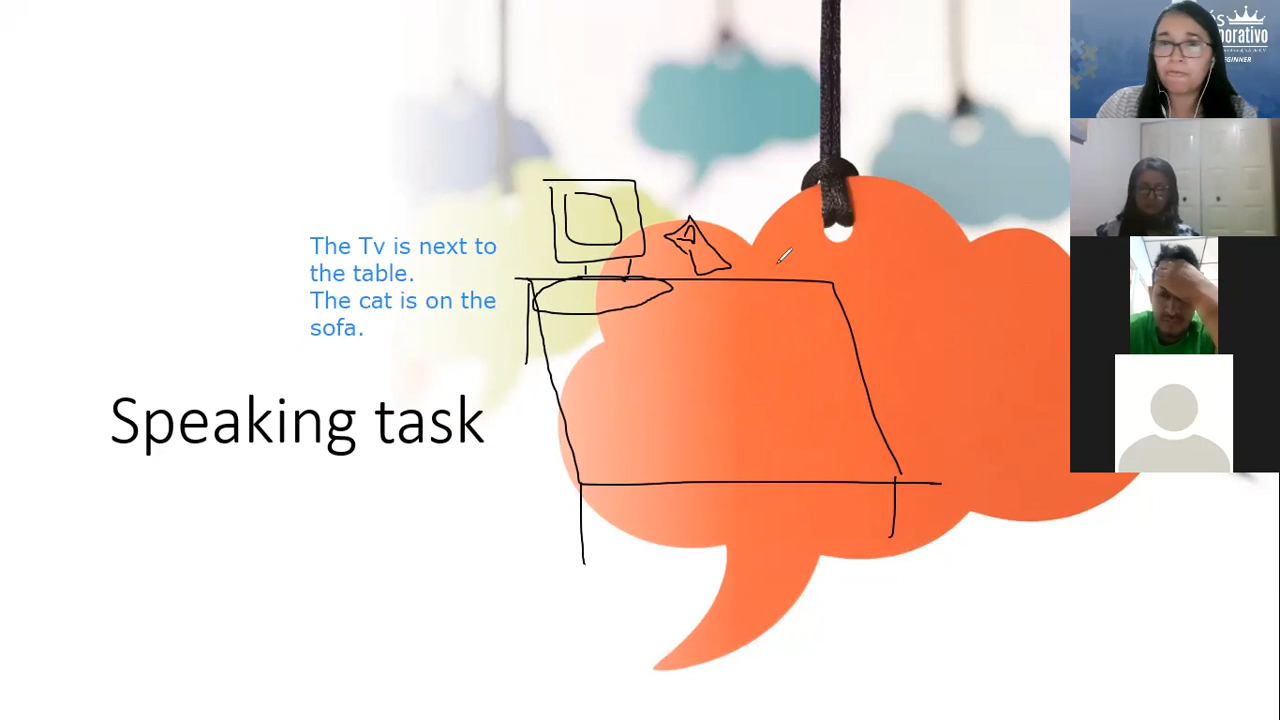 The Tv is next to
the table.
The cat is on the
sofa.
Speaking task